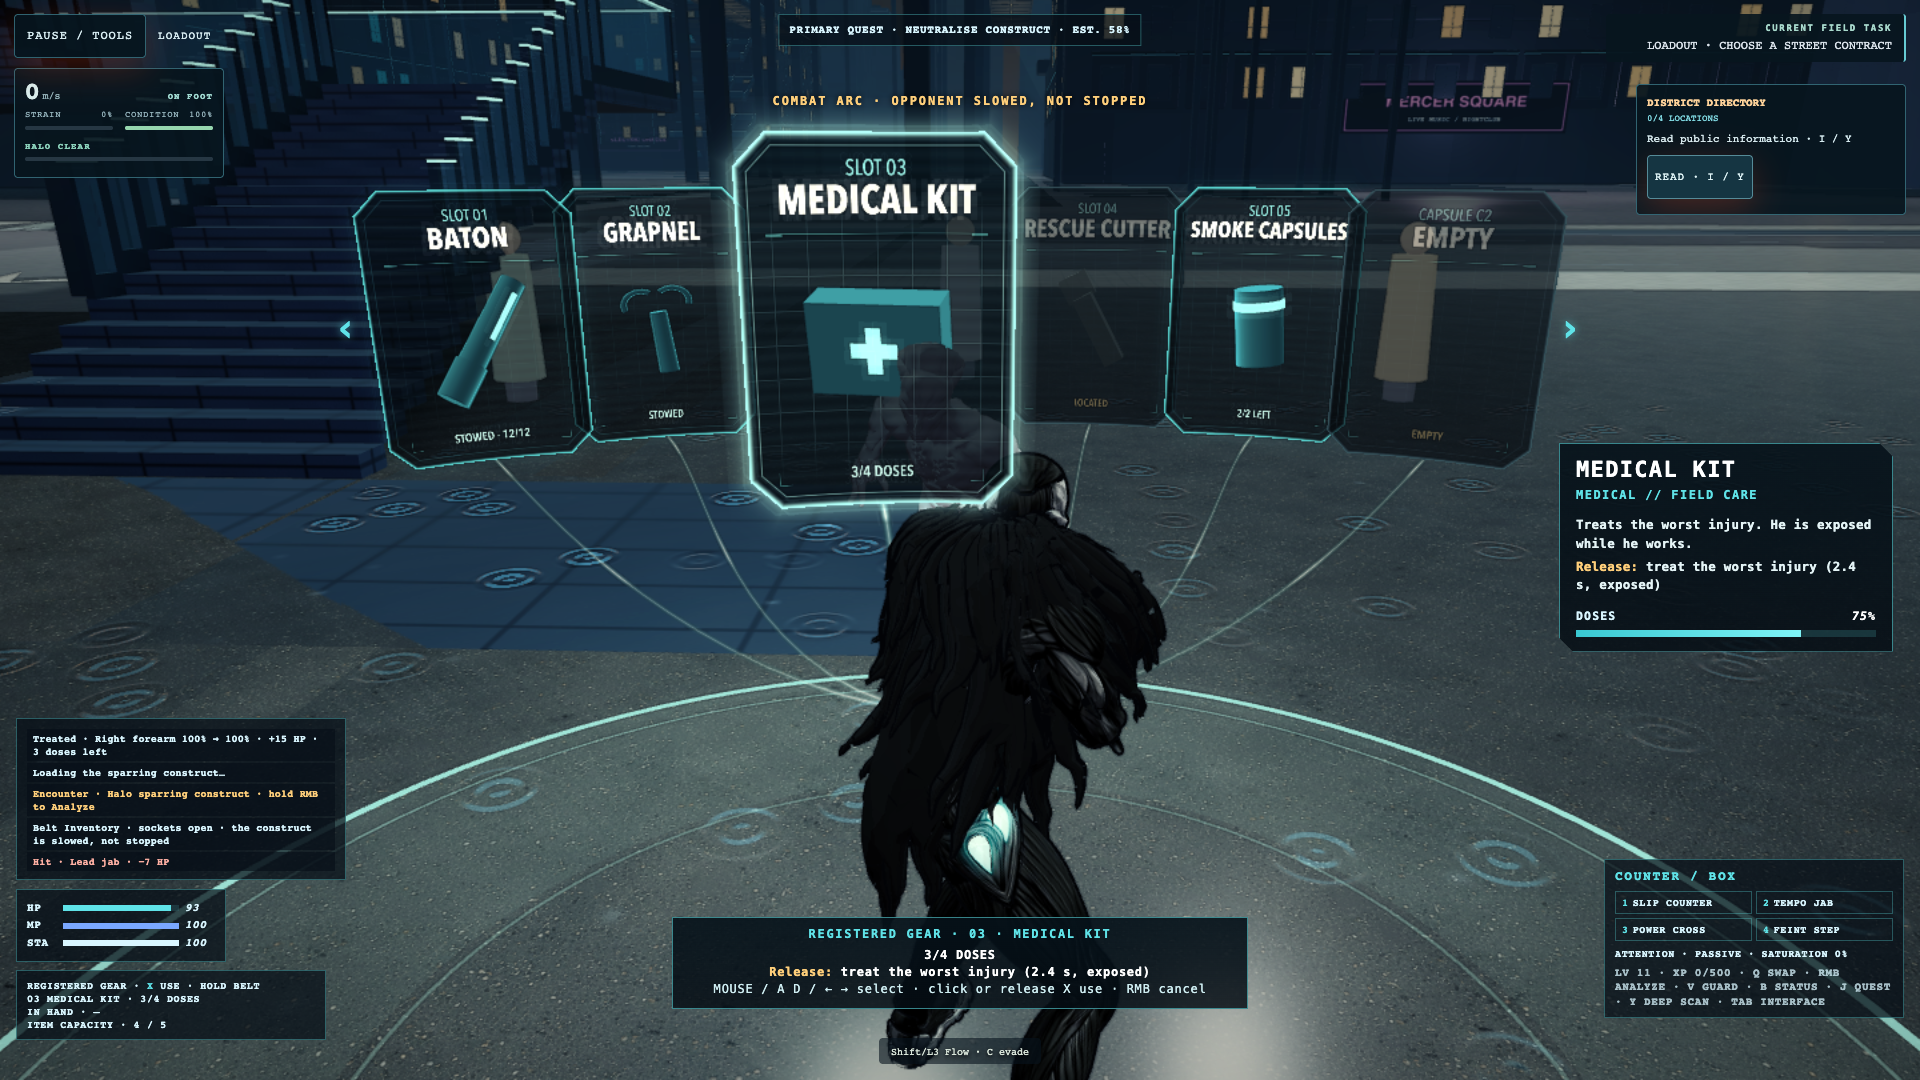 PAUSE / TOOLS
LOADOUT
0 m/s
ON FOOT
STRAIN 0% CONDITION 100%
HALO CLEAR
PRIMARY QUEST · NEUTRALISE CONSTRUCT · EST. 58%
COMBAT ARC · OPPONENT SLOWED, NOT STOPPED
CURRENT FIELD TASK
LOADOUT · CHOOSE A STREET CONTRACT
DISTRICT DIRECTORY
0/4 LOCATIONS
Read public information · I / Y
READ · I / Y
MERCER SQUARE
LIVE MUSIC / NIGHTCLUB
SLOT 01
BATON
STOWED · 12/12
SLOT 02
GRAPNEL
STOWED
SLOT 03
MEDICAL KIT
3/4 DOSES
SLOT 04
RESCUE CUTTER
LOCATED
SLOT 05
SMOKE CAPSULES
2/2 LEFT
CAPSULE C2
EMPTY
EMPTY
‹
›
MEDICAL KIT
MEDICAL // FIELD CARE
Treats the worst injury. He is exposed
while he works.
Release: treat the worst injury (2.4
s, exposed)
DOSES 75%
Treated · Right forearm 100% → 100% · +15 HP ·
3 doses left
Loading the sparring construct…
Encounter · Halo sparring construct · hold RMB
to Analyze
Belt Inventory · sockets open · the construct
is slowed, not stopped
Hit · Lead jab · −7 HP
HP 93
MP 100
STA 100
REGISTERED GEAR · X USE · HOLD BELT
03 MEDICAL KIT · 3/4 DOSES
IN HAND · —
ITEM CAPACITY · 4 / 5
REGISTERED GEAR · 03 · MEDICAL KIT
3/4 DOSES
Release: treat the worst injury (2.4 s, exposed)
MOUSE / A D / ← → select · click or release X use · RMB cancel
Shift/L3 Flow · C evade
COUNTER / BOX
1 SLIP COUNTER
2 TEMPO JAB
3 POWER CROSS
4 FEINT STEP
ATTENTION · PASSIVE · SATURATION 0%
LV 11 · XP 0/500 · Q SWAP · RMB
ANALYZE · V GUARD · B STATUS · J QUEST
· Y DEEP SCAN · TAB INTERFACE